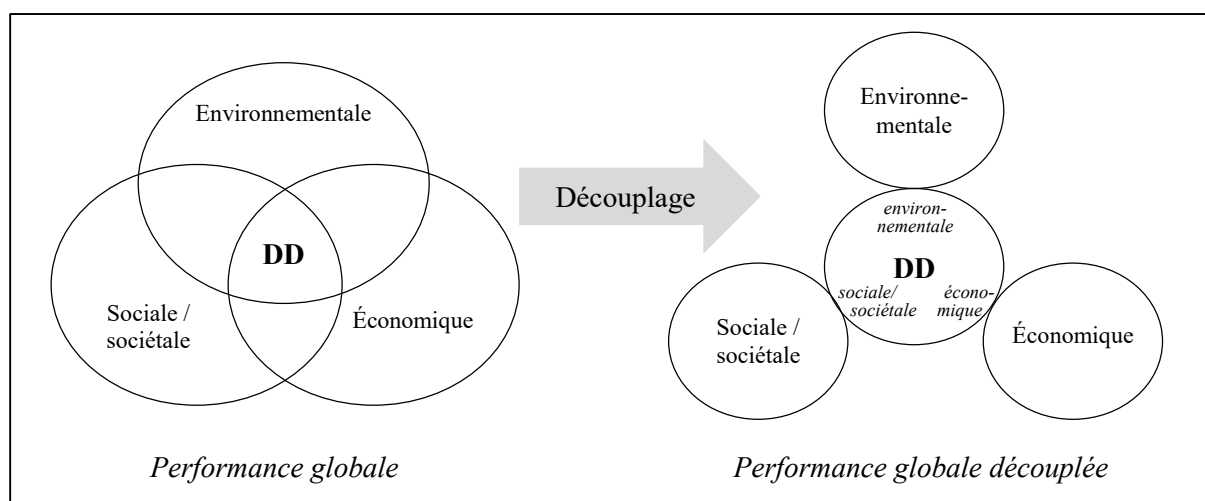 Environnementale
DD
Sociale /
sociétale
Économique
Performance globale
Découplage
Environne-
mentale
environ-
nementale
DD
sociale/
sociétale
écono-
mique
Sociale /
sociétale
Économique
Performance globale découplée